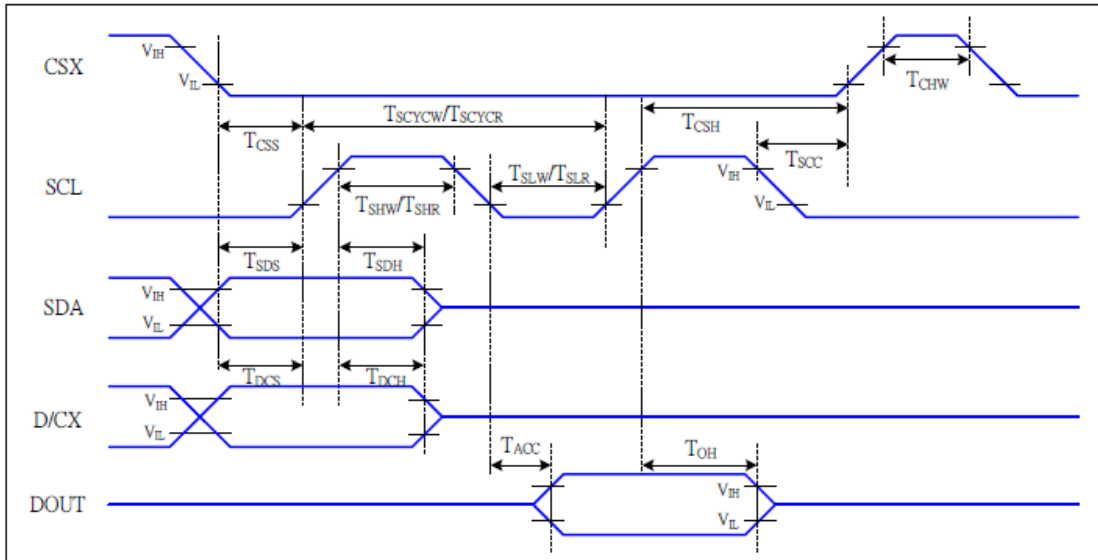 CSX
VIH
VIL
TCHW
TSCYCW/TSCYCR
TCSS
TCSH
TSCC
SCL
TSLW/TSLR
VIH
TSHW/TSHR
VIL
TSDS
TSDH
SDA
VIH
VIL
TDCS
TDCH
D/CX
VIH
VIL
TACC
TOH
DOUT
VIH
VIL